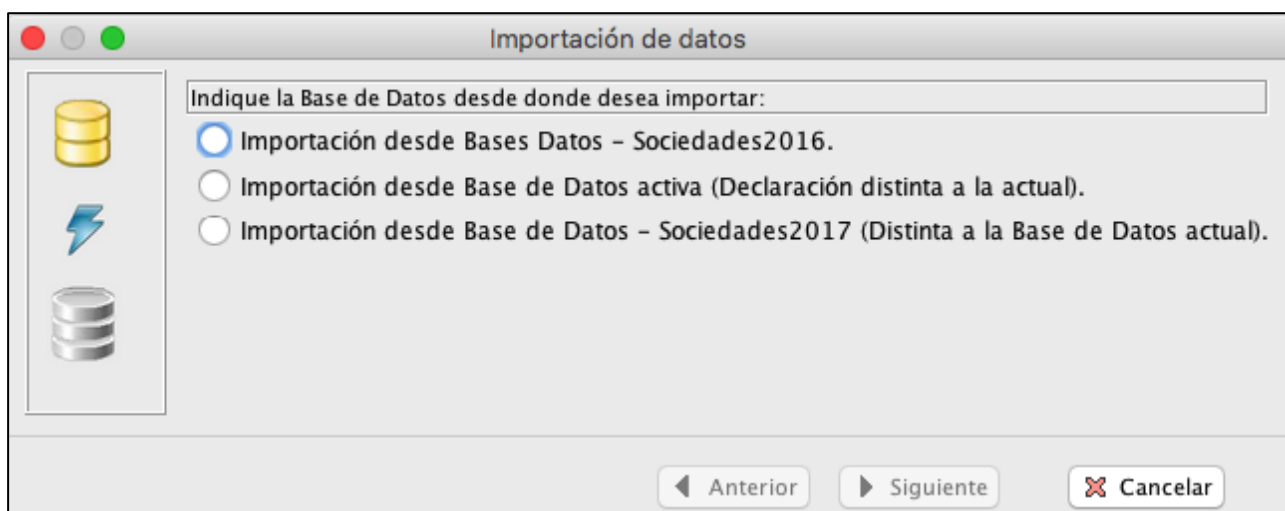 Importación de datos
Indique la Base de Datos desde donde desea importar:
Importación desde Bases Datos – Sociedades2016.
Importación desde Base de Datos activa (Declaración distinta a la actual).
Importación desde Base de Datos – Sociedades2017 (Distinta a la Base de Datos actual).
Anterior Siguiente Cancelar